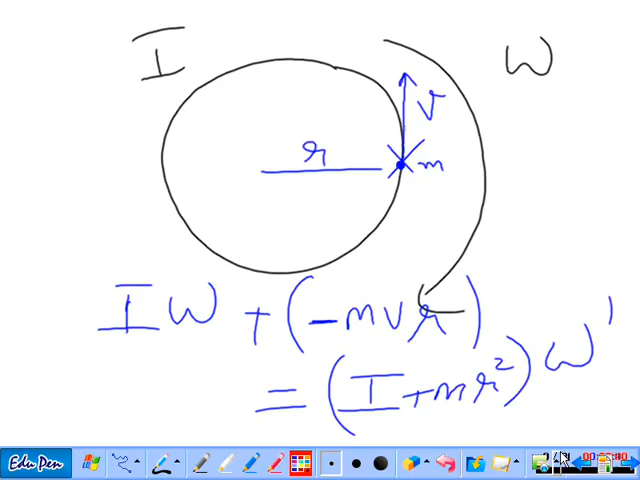 I ω
v
r m
Iω + (-mvr)
= (I + mr²) ω'
Edu Pen